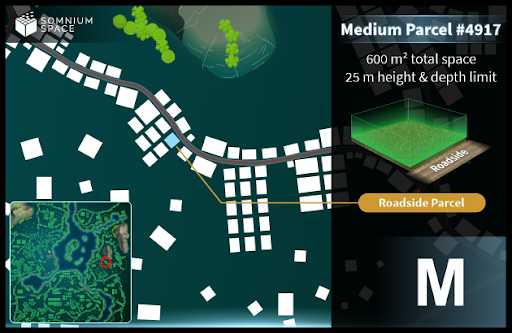 SOMNIUM
SPACE
Medium Parcel #4917
600 m² total space
25 m height & depth limit
Roadside
Roadside Parcel
M